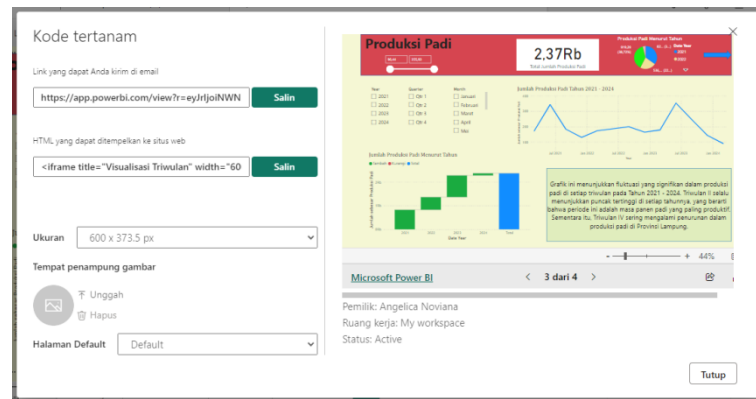 Kode tertanam
Link yang dapat Anda kirim di email
https://app.powerbi.com/view?r=eyJrIjoiNWN
Salin
HTML yang dapat ditempelkan ke situs web
<iframe title="Visualisasi Triwulan" width="60
Salin
Ukuran
600 x 373.5 px
Tempat penampung gambar
Unggah
Hapus
Halaman Default
Default
Produksi Padi
2,37Rb
Total Jumlah Produksi Padi
Produksi Padi Menurut Tahun
Year
2021
2022
2023
2024
Quarter
Qtr 1
Qtr 2
Qtr 3
Qtr 4
Month
Januari
Februari
Maret
April
Mei
Jumlah Produksi Padi Tahun 2021 - 2024
Jumlah Produksi Padi Menurut Tahun
2021 2022 2023 2024 Total
Date Year
Grafik ini menunjukkan fluktuasi yang signifikan dalam produksi
padi di setiap triwulan pada Tahun 2021 - 2024. Triwulan II selalu
menunjukkan puncak tertinggi di setiap tahunnya, yang berarti
bahwa periode ini adalah masa panen padi yang paling produktif.
Sementara itu, Triwulan IV sering mengalami penurunan dalam
produksi padi di Provinsi Lampung.
- + 44%
Microsoft Power BI
< 3 dari 4 >
Pemilik: Angelica Noviana
Ruang kerja: My workspace
Status: Active
Tutup